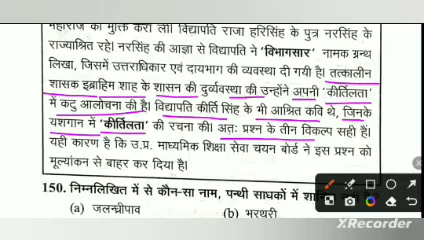 महाराज को मुक्ति करा ली। विद्यापति राजा हरिसिंह के पुत्र नरसिंह के
राज्याश्रित रहे। नरसिंह की आज्ञा से विद्यापति ने 'विभागसार' नामक ग्रन्थ
लिखा, जिसमें उत्तराधिकार एवं दायभाग की व्यवस्था दी गयी है। तत्कालीन
शासक इब्राहिम शाह के शासन की दुर्व्यवस्था की उन्होंने अपनी 'कीर्तिलता'
में कटु आलोचना की है। विद्यापति कीर्ति सिंह के भी आश्रित कवि थे, जिनके
यशगान में 'कीर्तिलता' की रचना की। अतः प्रश्न के तीन विकल्प सही हैं।
यही कारण है कि उ.प्र. माध्यमिक शिक्षा सेवा चयन बोर्ड ने इस प्रश्न को
मूल्यांकन से बाहर कर दिया है।
150. निम्नलिखित में से कौन-सा नाम, पन्थी साधकों में
(a) जलन्ध्रीपाव (b) भरथरी
XRecorder